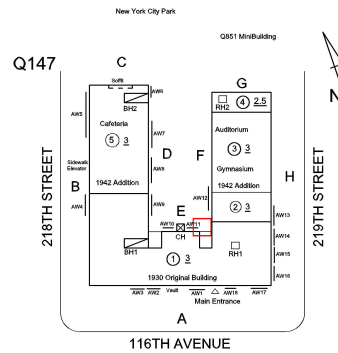 New York City Park
Q851 MiniBuilding
Q147
C
G
N
Soffit
AW6
BH2
RH2
4 2.5
AW5
Cafeteria
5 3
AW7
D
Auditorium
3 3
F
Sidewalk
Elevator
AW8
Gymnasium
H
B
1942 Addition
1942 Addition
AW12
AW4
AW9
E
2 3
AW10
AW11
AW13
CH
AW14
BH1
RH1
1 3
AW15
1930 Original Building
AW16
AW3
AW2
Vault
AW1
AW18
AW17
Main Entrance
A
218TH STREET
219TH STREET
116TH AVENUE